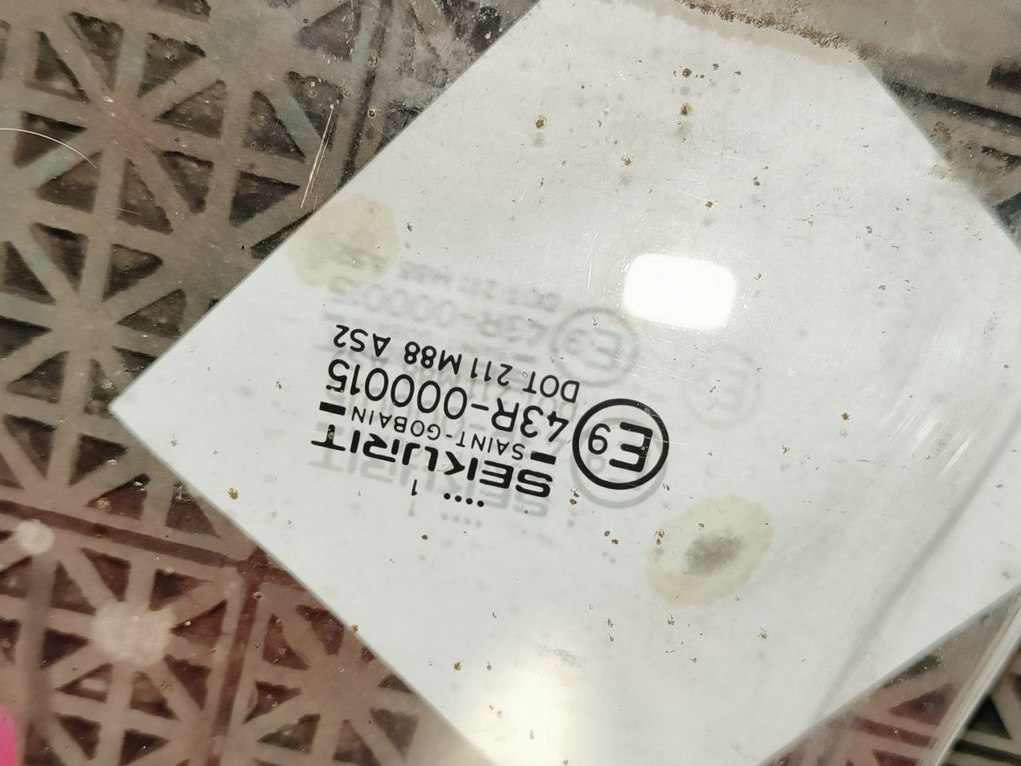 .... 1
SEKURIT
SAINT-GOBAIN
E9 43R-000015
DOT 211 M88 AS2